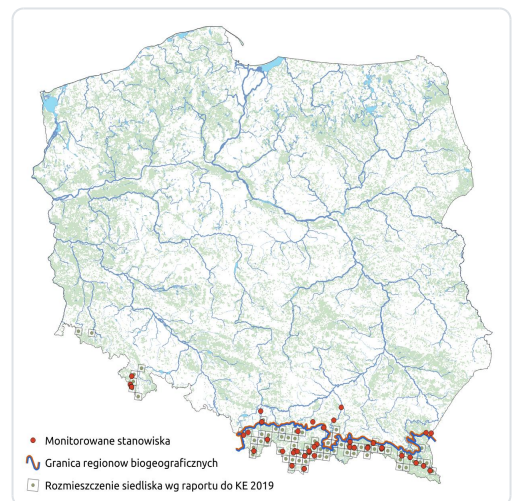 Monitorowane stanowiska
Granica regionow biogeograficznych
Rozmieszczenie siedliska wg raportu do KE 2019